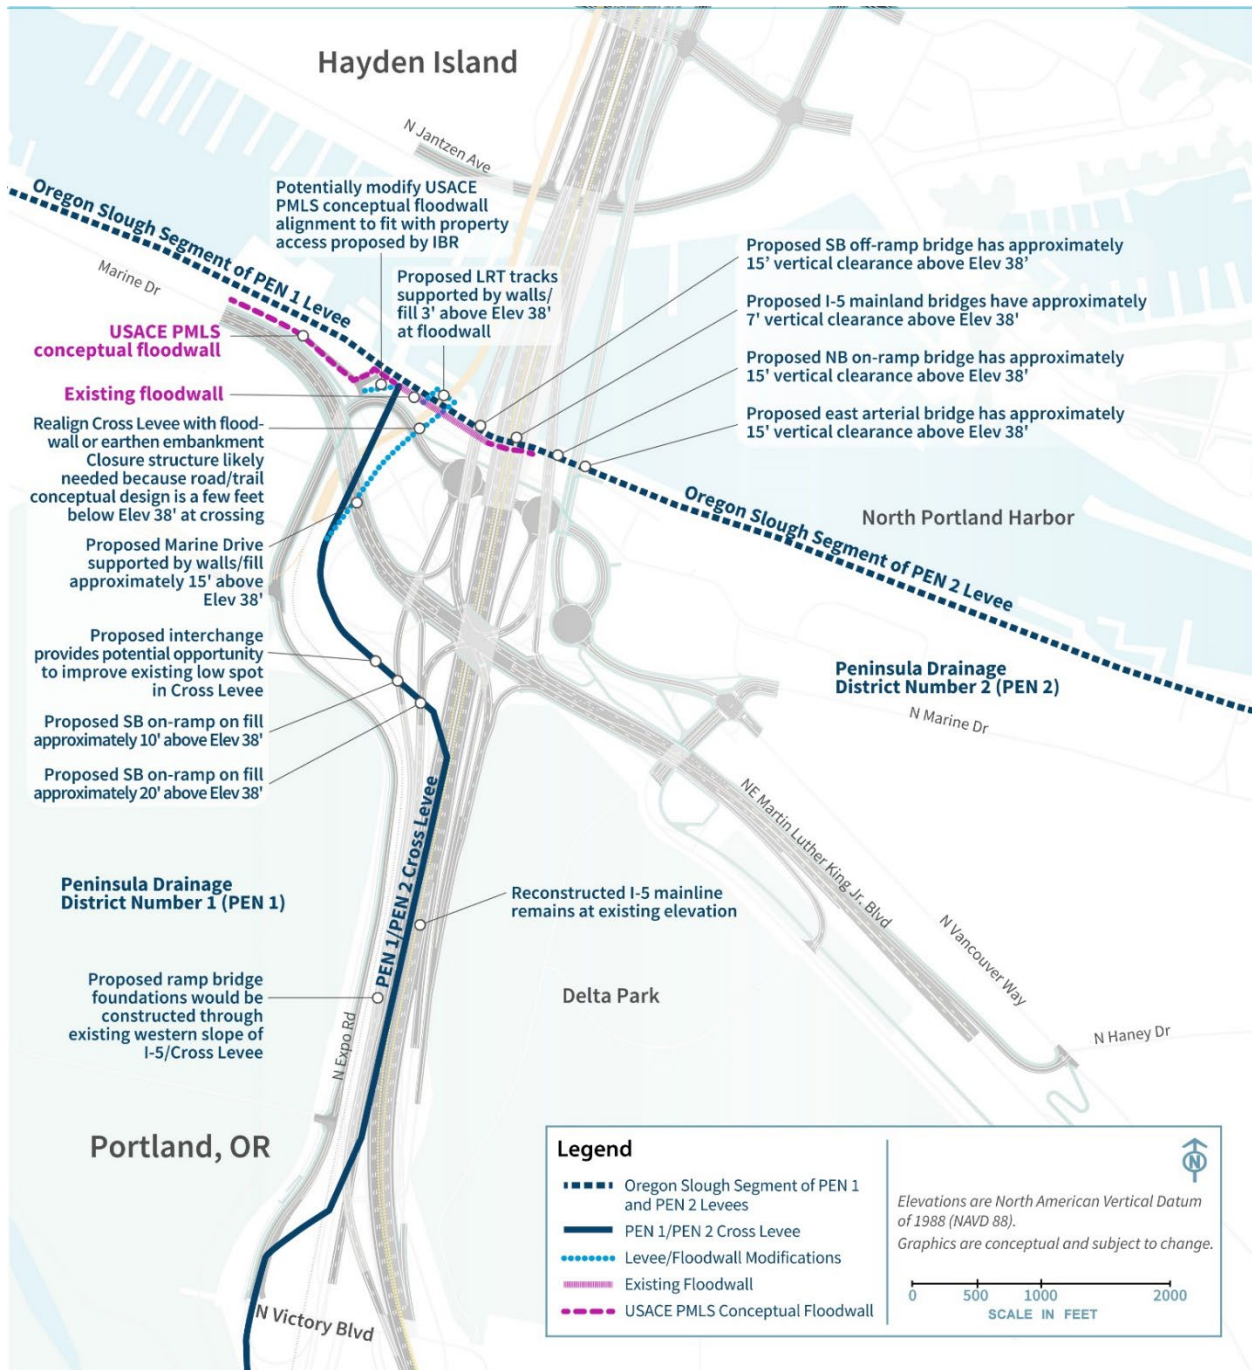 Hayden Island
N Jantzen Ave
Oregon Slough Segment of PEN 1 Levee
Marine Dr
Potentially modify USACE
PMLS conceptual floodwall
alignment to fit with property
access proposed by IBR
Proposed LRT tracks
supported by walls/
fill 3' above Elev 38'
at floodwall
Proposed SB off-ramp bridge has approximately
15' vertical clearance above Elev 38'
Proposed I-5 mainland bridges have approximately
7' vertical clearance above Elev 38'
Proposed NB on-ramp bridge has approximately
15' vertical clearance above Elev 38'
Proposed east arterial bridge has approximately
15' vertical clearance above Elev 38'
USACE PMLS
conceptual floodwall
Existing floodwall
Realign Cross Levee with flood-
wall or earthen embankment
Closure structure likely
needed because road/trail
conceptual design is a few feet
below Elev 38' at crossing
Proposed Marine Drive
supported by walls/fill
approximately 15' above
Elev 38'
Proposed interchange
provides potential opportunity
to improve existing low spot
in Cross Levee
Proposed SB on-ramp on fill
approximately 10' above Elev 38'
Proposed SB on-ramp on fill
approximately 20' above Elev 38'
Oregon Slough Segment of PEN 2 Levee
North Portland Harbor
Peninsula Drainage
District Number 2 (PEN 2)
N Marine Dr
NE Martin Luther King Jr. Blvd
N Vancouver Way
N Haney Dr
PEN 1/PEN 2 Cross Levee
Peninsula Drainage
District Number 1 (PEN 1)
Reconstructed I-5 mainline
remains at existing elevation
Delta Park
Proposed ramp bridge
foundations would be
constructed through
existing western slope of
I-5/Cross Levee
N Expo Rd
Portland, OR
N Victory Blvd
Legend
Oregon Slough Segment of PEN 1
and PEN 2 Levees
PEN 1/PEN 2 Cross Levee
Levee/Floodwall Modifications
Existing Floodwall
USACE PMLS Conceptual Floodwall
N
Elevations are North American Vertical Datum
of 1988 (NAVD 88).
Graphics are conceptual and subject to change.
0 500 1000 2000
SCALE IN FEET